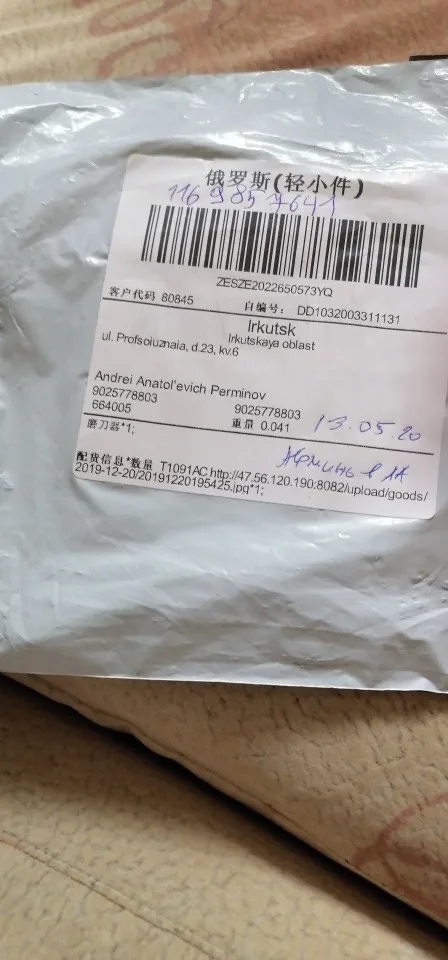 俄罗斯(轻小件)
116 985 7641
ZESZE2022650573YQ
客户代码 80845 自编号: DD1032003311131
Irkutsk
Irkutskaya oblast
ul. Profsoiuznaia, d.23, kv.6
Andrei Anatol'evich Perminov
9025778803 9025778803
664005 重量 0.041
13.05.20
磨刀器*1;
配货信息*数量 T1091AC http://47.56.120.190:8082/upload/goods/
2019-12-20/20191220195425.jpg*1;